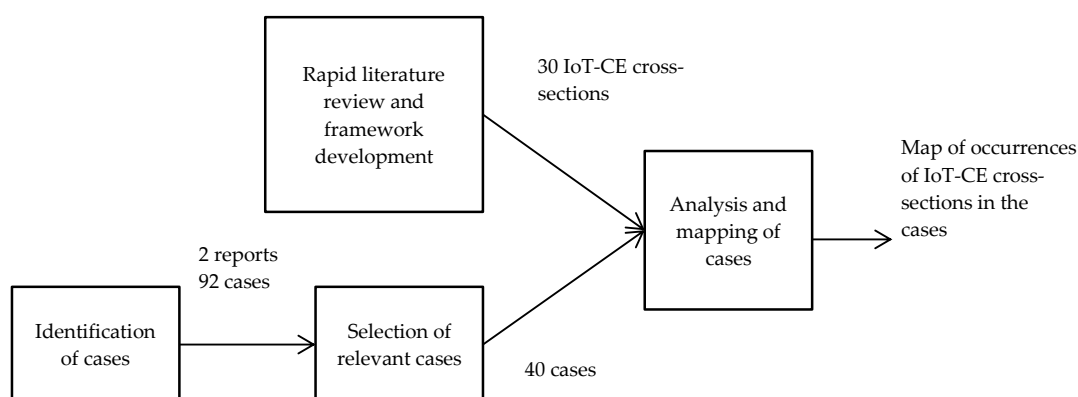 Rapid literature
review and
framework
development
30 IoT-CE cross-
sections
Analysis and
mapping of
cases
Map of occurrences
of IoT-CE cross-
sections in the
cases
2 reports
92 cases
Identification
of cases
Selection of
relevant cases
40 cases